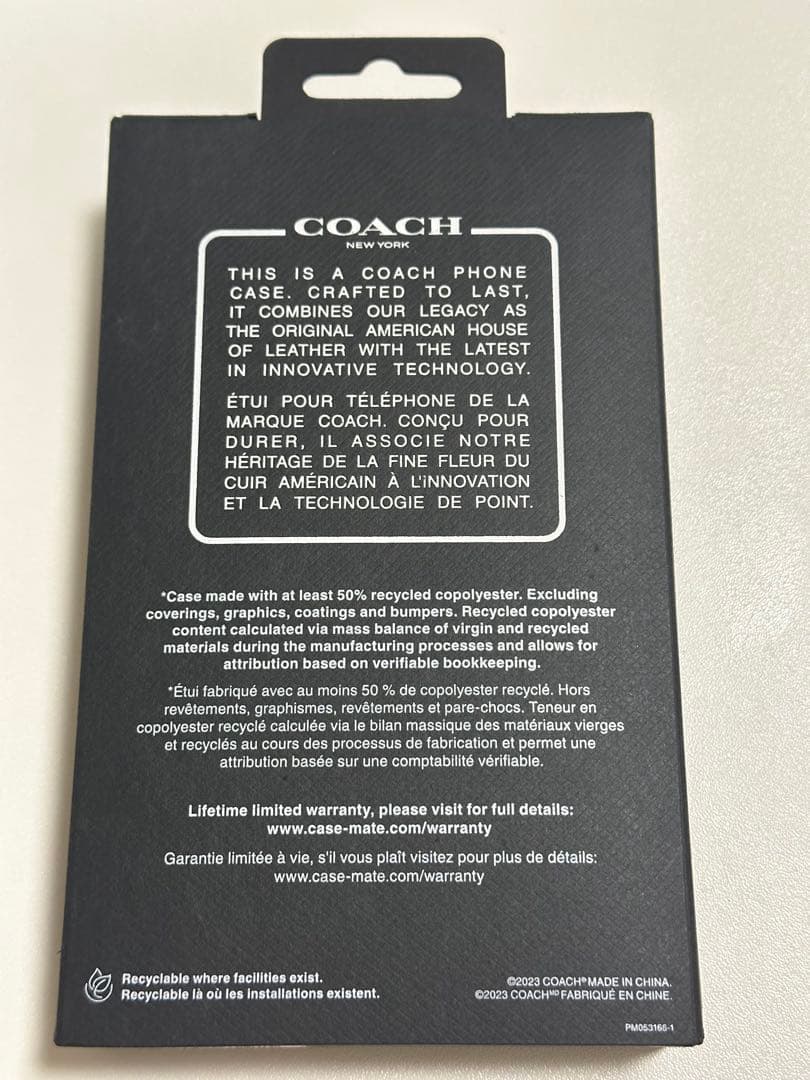 COACH
NEW YORK
THIS IS A COACH PHONE
CASE. CRAFTED TO LAST,
IT COMBINES OUR LEGACY AS
THE ORIGINAL AMERICAN HOUSE
OF LEATHER WITH THE LATEST
IN INNOVATIVE TECHNOLOGY.
ÉTUI POUR TÉLÉPHONE DE LA
MARQUE COACH. CONÇU POUR
DURER, IL ASSOCIE NOTRE
HÉRITAGE DE LA FINE FLEUR DU
CUIR AMÉRICAIN À L'iNNOVATION
ET LA TECHNOLOGIE DE POINT.
*Case made with at least 50% recycled copolyester. Excluding
coverings, graphics, coatings and bumpers. Recycled copolyester
content calculated via mass balance of virgin and recycled
materials during the manufacturing processes and allows for
attribution based on verifiable bookkeeping.
*Étui fabriqué avec au moins 50 % de copolyester recyclé. Hors
revêtements, graphismes, revêtements et pare-chocs. Teneur en
copolyester recyclé calculée via le bilan massique des matériaux vierges
et recyclés au cours des processus de fabrication et permet une
attribution basée sur une comptabilité vérifiable.
Lifetime limited warranty, please visit for full details:
www.case-mate.com/warranty
Garantie limitée à vie, s'il vous plaît visitez pour plus de détails:
www.case-mate.com/warranty
Recyclable where facilities exist.
Recyclable là où les installations existent.
©2023 COACH® MADE IN CHINA.
©2023 COACHᴹᴰ FABRIQUÉ EN CHINE.
PM053166-1